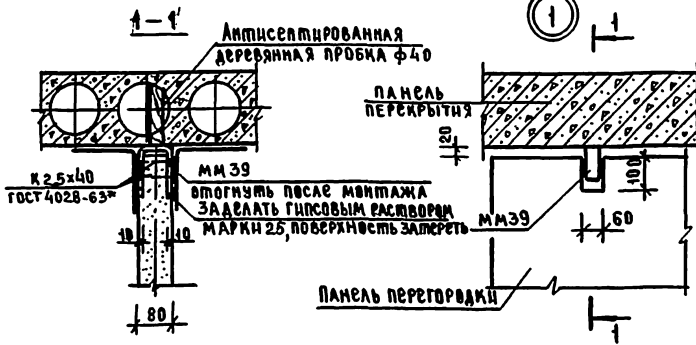 1-1
1
1
Антисептированная
деревянная пробка ф40
Панель
перекрытия
20
К 2,5х40
ГОСТ 4028-63*
ММ 39
отогнуть после монтажа
заделать гипсовым раствором
марки 25, поверхность затереть
ММ39
100
60
10
10
Панель перегородки
80
1